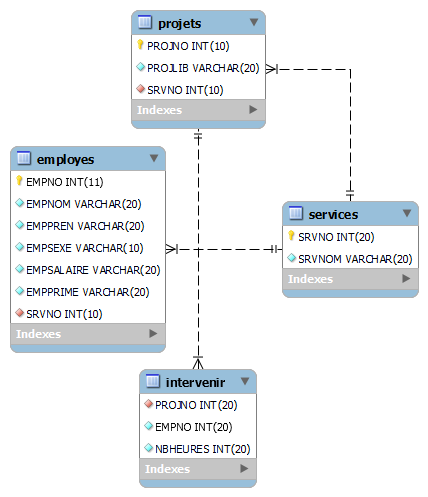 projets
PROJNO INT(10)
PROJLIB VARCHAR(20)
SRVNO INT(10)
Indexes
employes
EMPNO INT(11)
EMPNOM VARCHAR(20)
EMPPREN VARCHAR(20)
EMPSEXE VARCHAR(10)
EMPSALAIRE VARCHAR(20)
EMPPRIME VARCHAR(20)
SRVNO INT(10)
Indexes
services
SRVNO INT(20)
SRVNOM VARCHAR(20)
Indexes
intervenir
PROJNO INT(20)
EMPNO INT(20)
NBHEURES INT(20)
Indexes